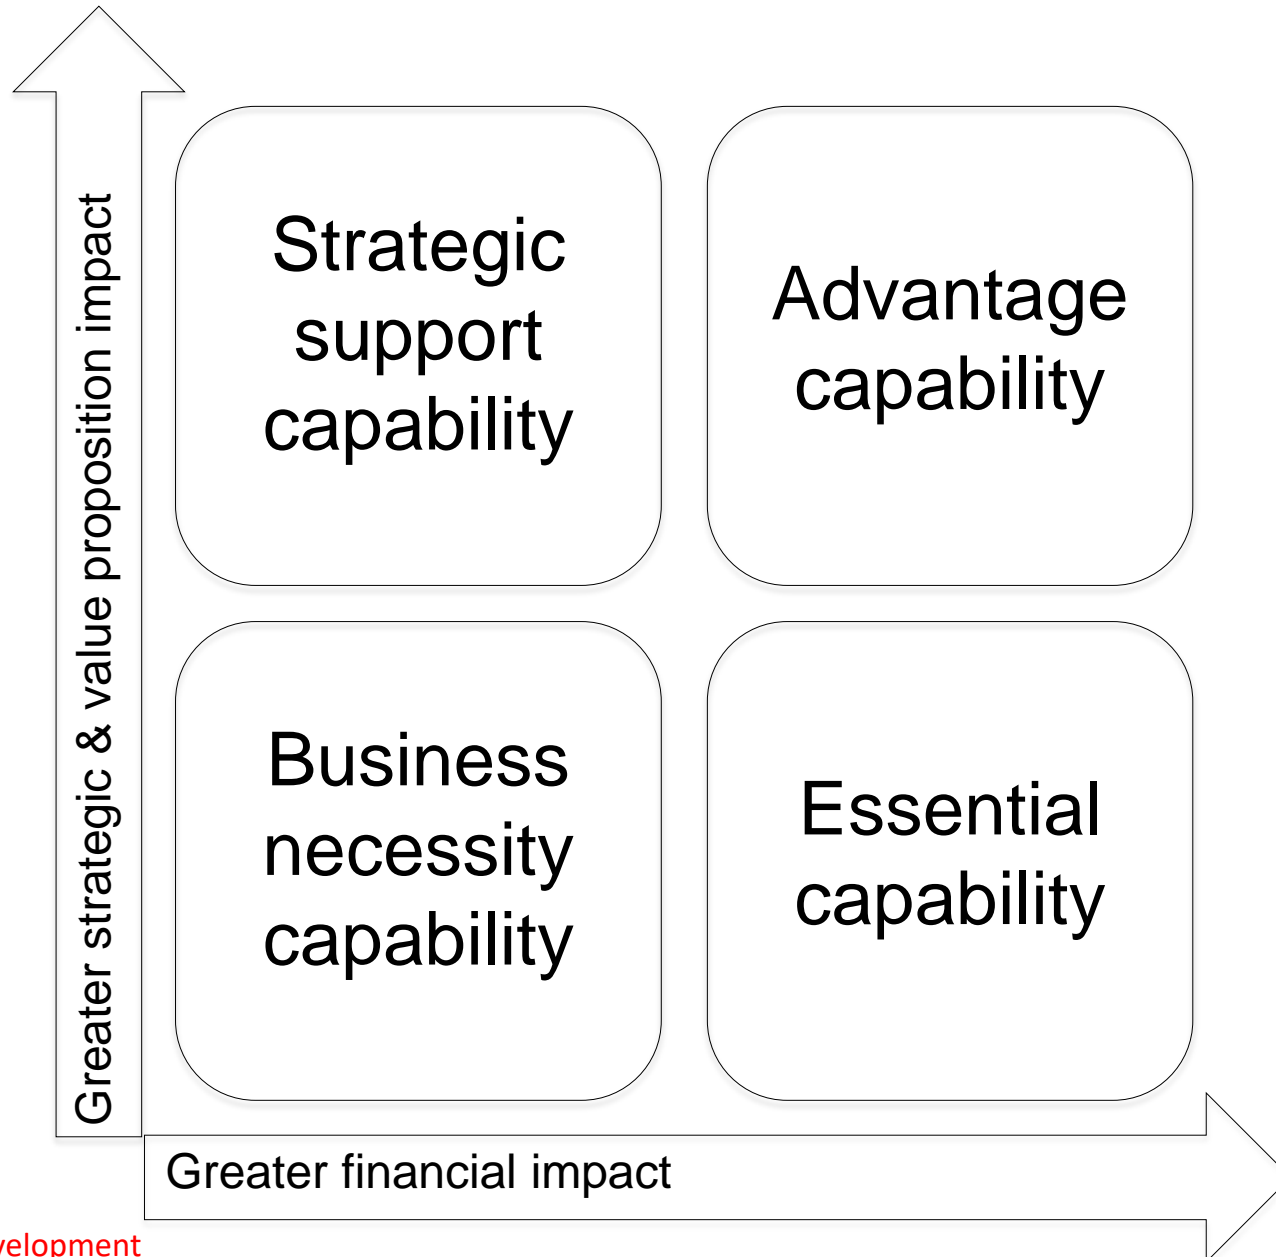 Greater strategic & value proposition impact
Strategic
support
capability
Advantage
capability
Business
necessity
capability
Essential
capability
Greater financial impact
velopment